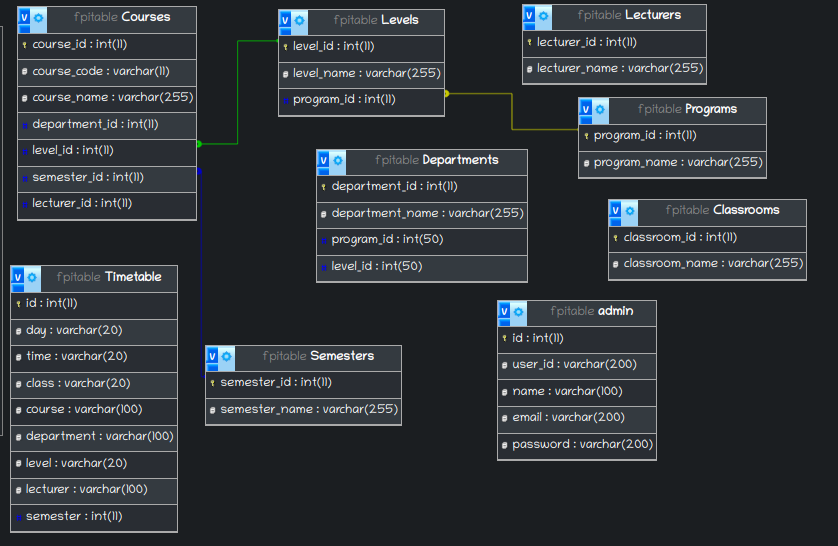 v fpitable Courses
course_id : int(11)
course_code : varchar(11)
course_name : varchar(255)
department_id : int(11)
level_id : int(11)
semester_id : int(11)
lecturer_id : int(11)
v fpitable Levels
level_id : int(11)
level_name : varchar(255)
program_id : int(11)
v fpitable Lecturers
lecturer_id : int(11)
lecturer_name : varchar(255)
v fpitable Programs
program_id : int(11)
program_name : varchar(255)
v fpitable Departments
department_id : int(11)
department_name : varchar(255)
program_id : int(50)
level_id : int(50)
v fpitable Classrooms
classroom_id : int(11)
classroom_name : varchar(255)
v fpitable Timetable
id : int(11)
day : varchar(20)
time : varchar(20)
class : varchar(20)
course : varchar(100)
department : varchar(100)
level : varchar(20)
lecturer : varchar(100)
semester : int(11)
v fpitable Semesters
semester_id : int(11)
semester_name : varchar(255)
v fpitable admin
id : int(11)
user_id : varchar(200)
name : varchar(100)
email : varchar(200)
password : varchar(200)